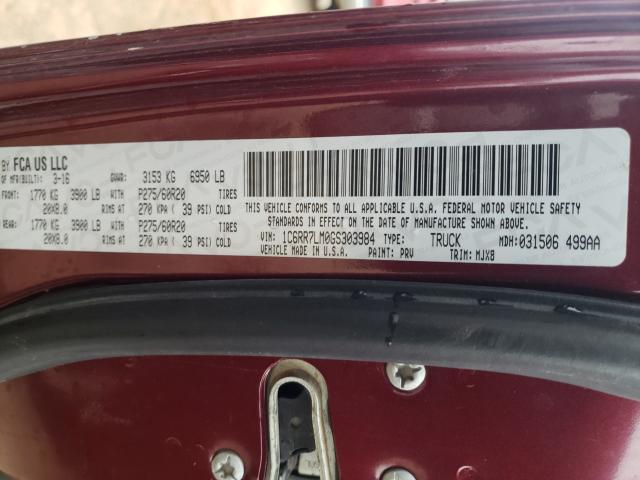 BY: FCA US LLC
OF MFR(BUILT): 3-16 GVWR: 3153 KG 6950 LB
FRONT: 1770 KG 3900 LB WITH P275/60R20 TIRES
20X8.0 RIMS AT 270 KPA ( 39 PSI) COLD
REAR: 1770 KG 3900 LB WITH P275/60R20 TIRES
20X8.0 RIMS AT 270 KPA ( 39 PSI) COLD
THIS VEHICLE CONFORMS TO ALL APPLICABLE U.S.A. FEDERAL MOTOR VEHICLE SAFETY
STANDARDS IN EFFECT ON THE DATE OF MANUFACTURE SHOWN ABOVE.
VIN: 1C6RR7LM0GS303984 TYPE: TRUCK MDH: 031506 499AA
VEHICLE MADE IN U.S.A. PAINT: PRV TRIM: MJX8